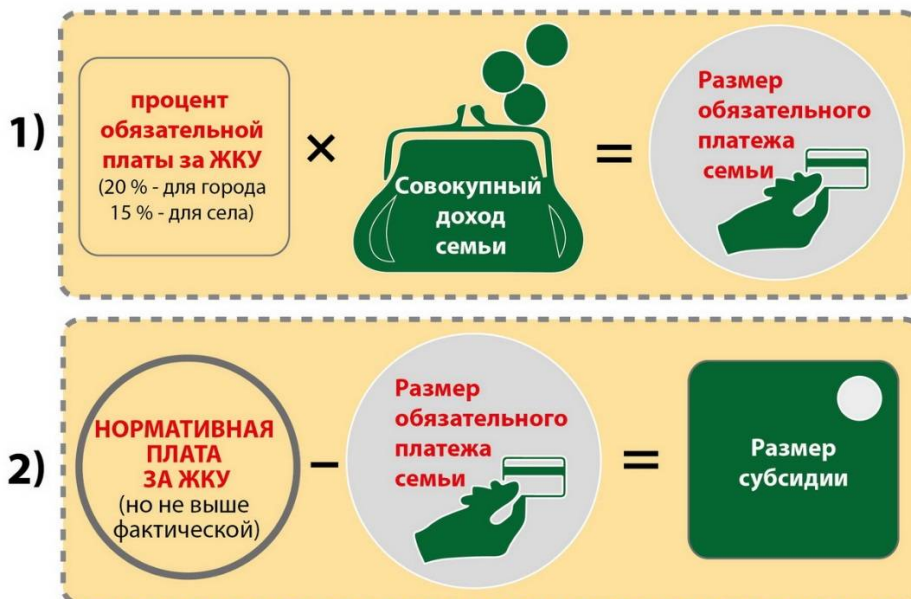 1)
процент
обязательной
платы за ЖКУ
(20 % - для города
15 % - для села)
×
Совокупный
доход
семьи
=
Размер
обязательного
платежа
семьи
2)
НОРМАТИВНАЯ
ПЛАТА
ЗА ЖКУ
(но не выше
фактической)
–
Размер
обязательного
платежа
семьи
=
Размер
субсидии